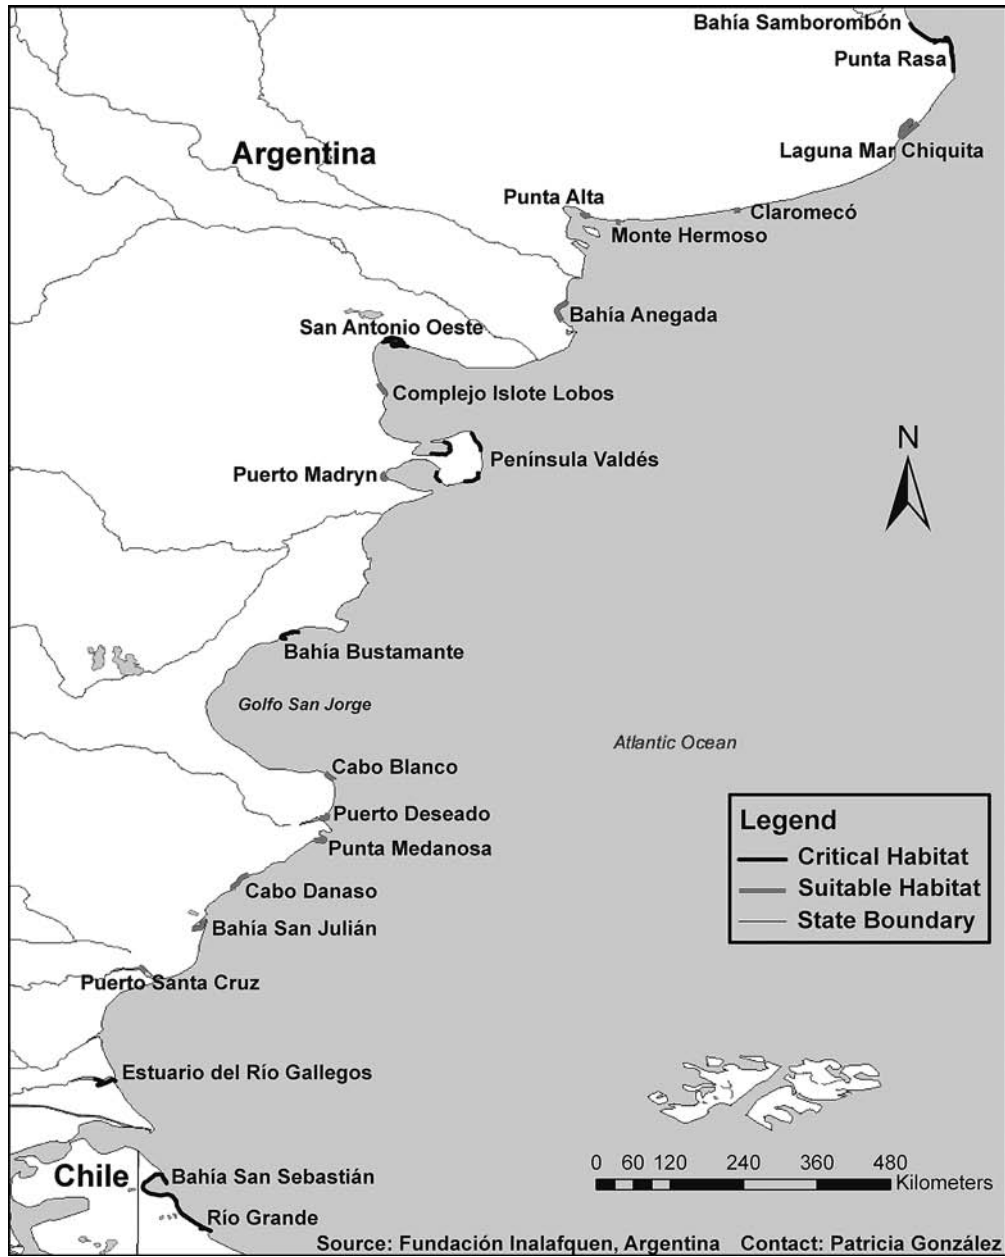 Bahía Samborombón
Punta Rasa
Argentina
Laguna Mar Chiquita
Punta Alta
Claromecó
Monte Hermoso
Bahía Anegada
San Antonio Oeste
Complejo Islote Lobos
N
Península Valdés
Puerto Madryn
Bahía Bustamante
Golfo San Jorge
Atlantic Ocean
Cabo Blanco
Puerto Deseado
Punta Medanosa
Cabo Danaso
Bahía San Julián
Puerto Santa Cruz
Legend
Critical Habitat
Suitable Habitat
State Boundary
Estuario del Río Gallegos
Chile
Bahía San Sebastián
Río Grande
0 60 120 240 360 480
Kilometers
Source: Fundación Inalafquen, Argentina Contact: Patricia González